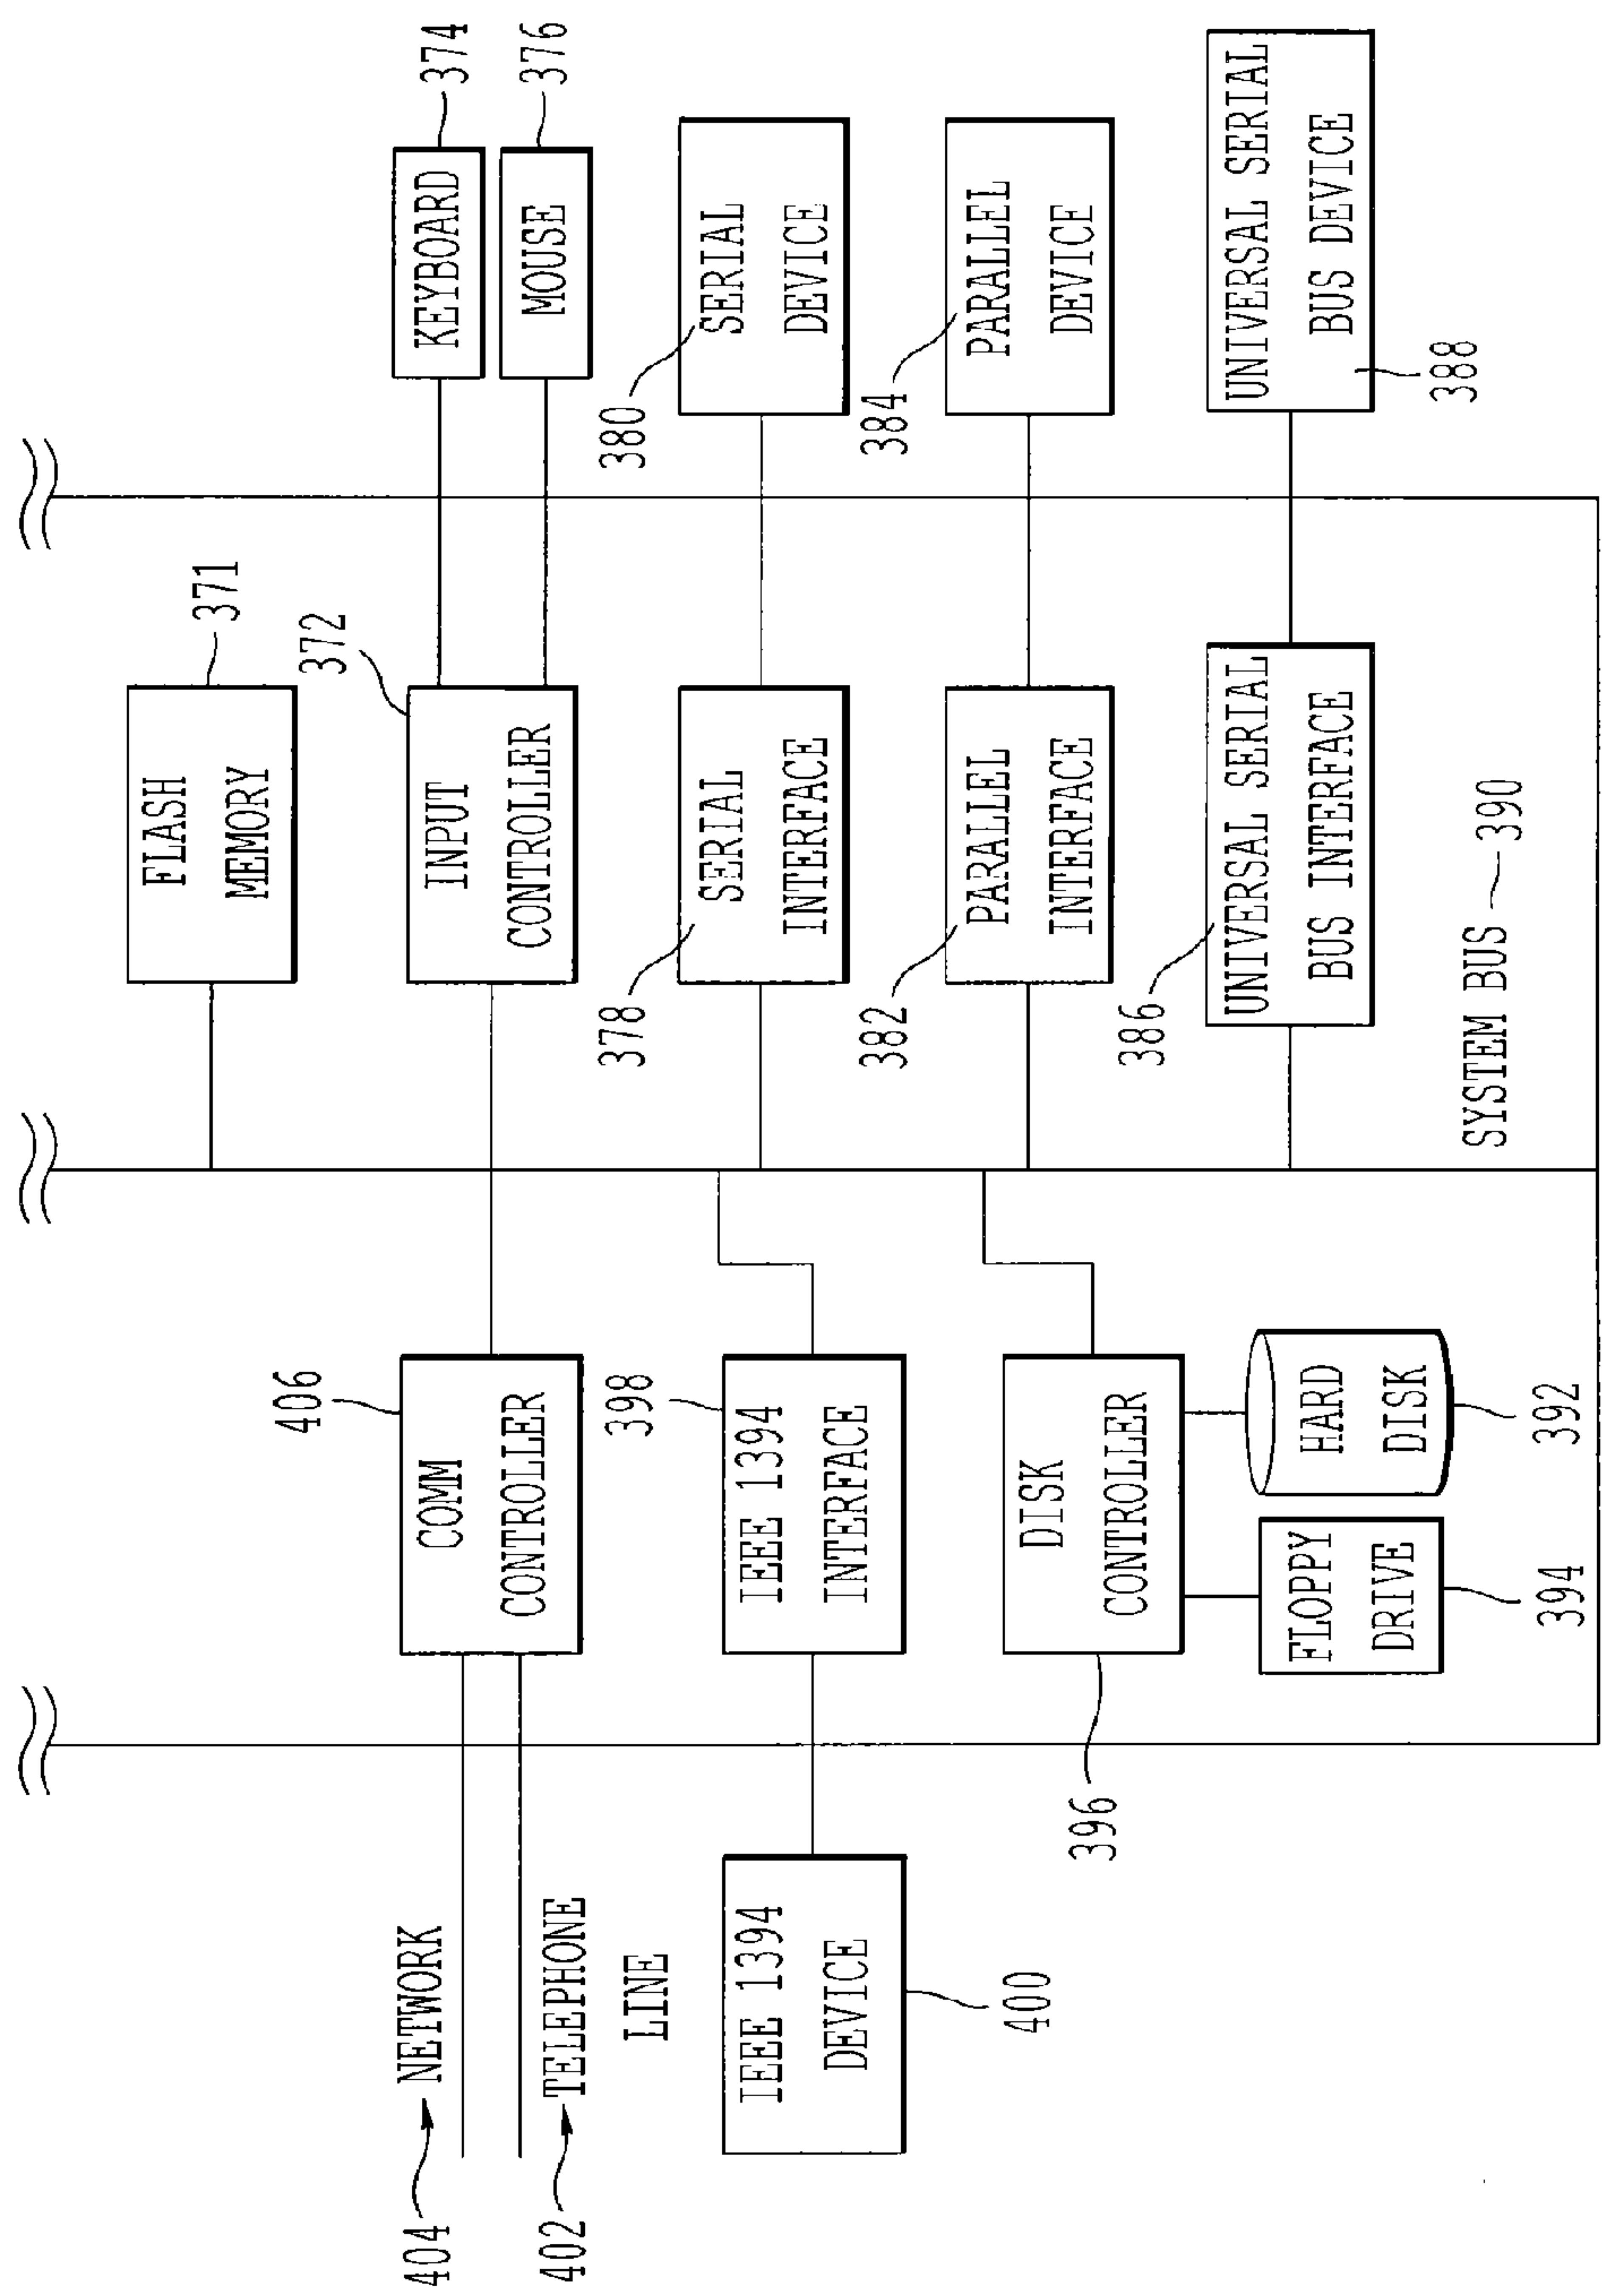 404
NETWORK
402
TELEPHONE
LINE
406
COMM
CONTROLLER
FLASH
MEMORY
371
372
INPUT
CONTROLLER
KEYBOARD
374
MOUSE
376
IEEE 1394
DEVICE
400
398
IEEE 1394
INTERFACE
378
SERIAL
INTERFACE
380
SERIAL
DEVICE
396
DISK
CONTROLLER
382
PARALLEL
INTERFACE
384
PARALLEL
DEVICE
FLOPPY
DRIVE
394
HARD
DISK
392
386
UNIVERSAL SERIAL
BUS INTERFACE
UNIVERSAL SERIAL
BUS DEVICE
388
SYSTEM BUS
390